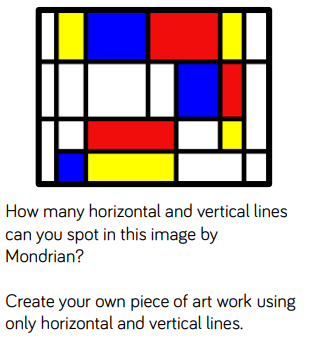 How many horizontal and vertical lines
can you spot in this image by
Mondrian?
Create your own piece of art work using
only horizontal and vertical lines.